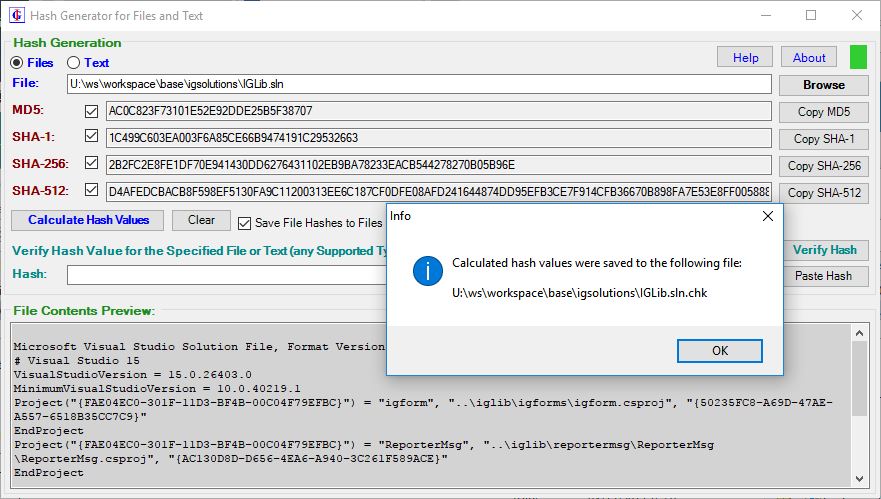 Hash Generator for Files and Text
Hash Generation
Files Text
Help About
File: U:\ws\workspace\base\igsolutions\IGLib.sln Browse
MD5: AC0C823F73101E52E92DDE25B5F38707 Copy MD5
SHA-1: 1C499C603EA003F6A85CE66B9474191C29532663 Copy SHA-1
SHA-256: 2B2FC2E8FE1DF70E941430DD6276431102EB9BA78233EACB544278270B05B96E Copy SHA-256
SHA-512: D4AFEDCBACB8F598EF5130FA9C11200313EE6C187CF0DFE08AFD241644874DD95EFB3CE7F914CFB36670B898FA7E53E8FF005888 Copy SHA-512
Calculate Hash Values Clear Save File Hashes to Files
Verify Hash Value for the Specified File or Text (any Supported Ty Verify Hash
Hash: Paste Hash
Info
Calculated hash values were saved to the following file:
U:\ws\workspace\base\igsolutions\IGLib.sln.chk
OK
File Contents Preview:
Microsoft Visual Studio Solution File, Format Version
# Visual Studio 15
VisualStudioVersion = 15.0.26403.0
MinimumVisualStudioVersion = 10.0.40219.1
Project("{FAE04EC0-301F-11D3-BF4B-00C04F79EFBC}") = "igform", "..\iglib\igforms\igform.csproj", "{50235FC8-A69D-47AE-
A557-6518B35CC7C9}"
EndProject
Project("{FAE04EC0-301F-11D3-BF4B-00C04F79EFBC}") = "ReporterMsg", "..\iglib\reportermsg\ReporterMsg
\ReporterMsg.csproj", "{AC130D8D-D656-4EA6-A940-3C261F589ACE}"
EndProject